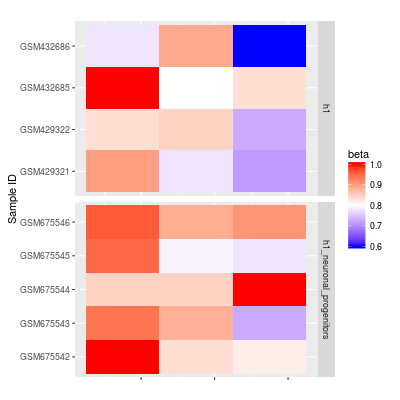 GSM432686
GSM432685
GSM429322
GSM429321
h1
Sample ID
GSM675546
GSM675545
GSM675544
GSM675543
GSM675542
h1_neuronal_progenitors
beta
1.0
0.9
0.8
0.7
0.6